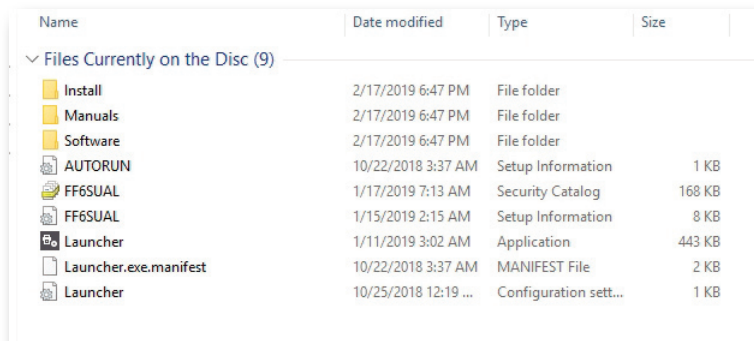 Name Date modified Type Size
Files Currently on the Disc (9)
Install 2/17/2019 6:47 PM File folder
Manuals 2/17/2019 6:47 PM File folder
Software 2/17/2019 6:47 PM File folder
AUTORUN 10/22/2018 3:37 AM Setup Information 1 KB
FF6SUAL 1/17/2019 7:13 AM Security Catalog 168 KB
FF6SUAL 1/15/2019 2:15 AM Setup Information 8 KB
Launcher 1/11/2019 3:02 AM Application 443 KB
Launcher.exe.manifest 10/22/2018 3:37 AM MANIFEST File 2 KB
Launcher 10/25/2018 12:19 ... Configuration sett... 1 KB